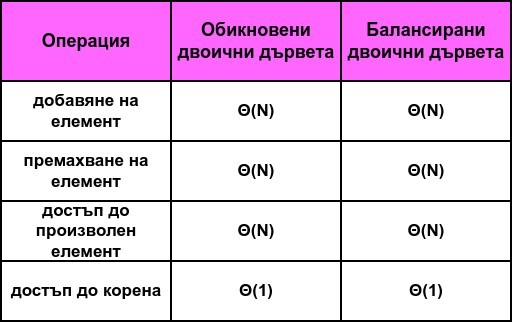 Операция
Обикновени
двоични дървета
Балансирани
двоични дървета
добавяне на
елемент
Θ(N)
Θ(N)
премахване на
елемент
Θ(N)
Θ(N)
достъп до
произволен
елемент
Θ(N)
Θ(N)
достъп до корена
Θ(1)
Θ(1)